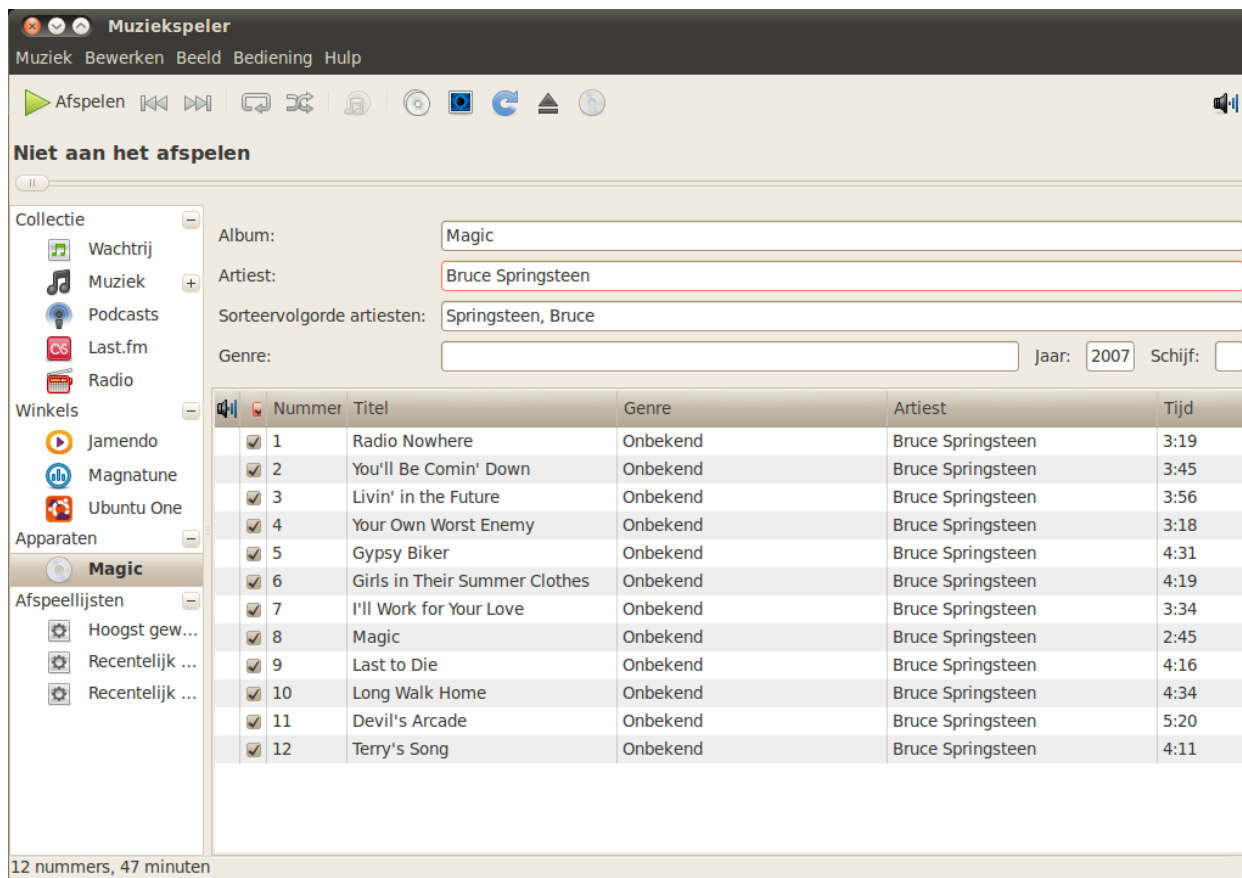 Muziekspeler
Muziek Bewerken Beeld Bediening Hulp
Afspelen
Niet aan het afspelen
Collectie
Wachtrij
Muziek
Podcasts
Last.fm
Radio
Winkels
Jamendo
Magnatune
Ubuntu One
Apparaten
Magic
Afspeellijsten
Hoogst gew...
Recentelijk ...
Recentelijk ...
Album: Magic
Artiest: Bruce Springsteen
Sorteervolgorde artiesten: Springsteen, Bruce
Genre: Jaar: 2007 Schijf:
Nummer Titel Genre Artiest Tijd
1 Radio Nowhere Onbekend Bruce Springsteen 3:19
2 You'll Be Comin' Down Onbekend Bruce Springsteen 3:45
3 Livin' in the Future Onbekend Bruce Springsteen 3:56
4 Your Own Worst Enemy Onbekend Bruce Springsteen 3:18
5 Gypsy Biker Onbekend Bruce Springsteen 4:31
6 Girls in Their Summer Clothes Onbekend Bruce Springsteen 4:19
7 I'll Work for Your Love Onbekend Bruce Springsteen 3:34
8 Magic Onbekend Bruce Springsteen 2:45
9 Last to Die Onbekend Bruce Springsteen 4:16
10 Long Walk Home Onbekend Bruce Springsteen 4:34
11 Devil's Arcade Onbekend Bruce Springsteen 5:20
12 Terry's Song Onbekend Bruce Springsteen 4:11
12 nummers, 47 minuten